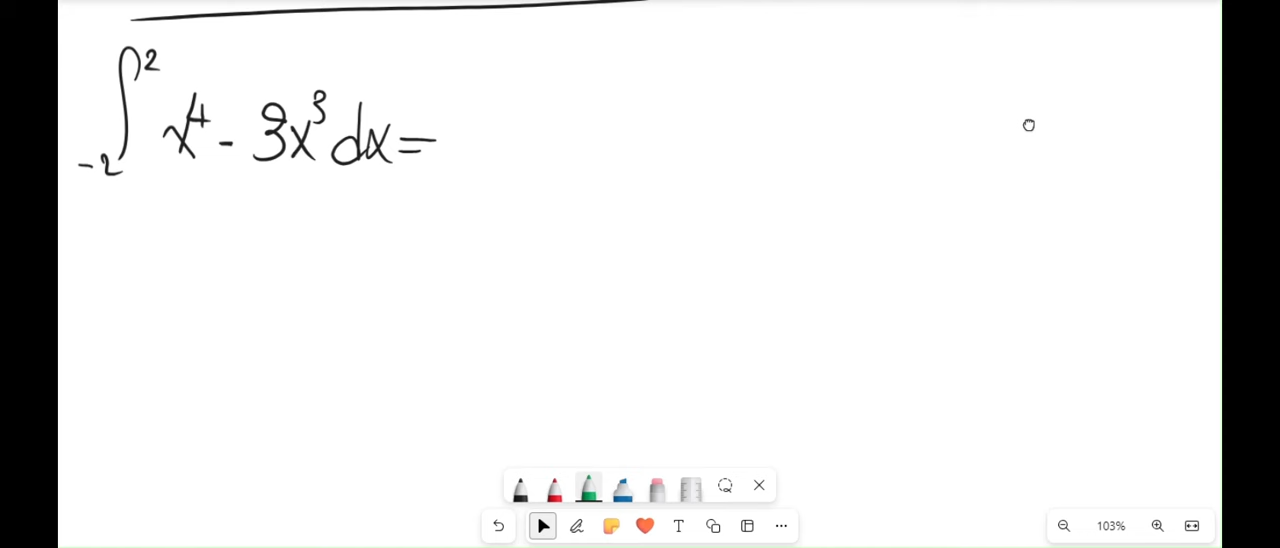 ∫_{-2}^{2} x⁴ - 3x³ dx =
T
103%